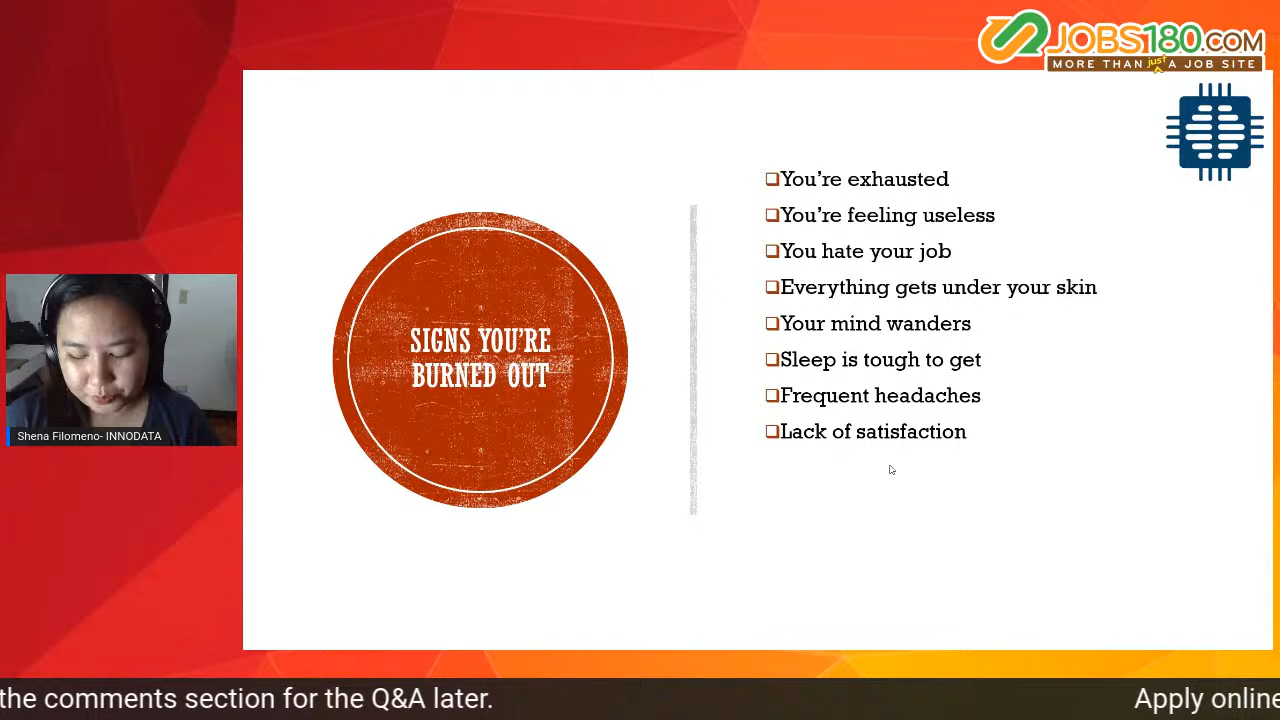 JOBS180.COM
MORE THAN just A JOB SITE
❑You’re exhausted
❑You’re feeling useless
❑You hate your job
❑Everything gets under your skin
❑Your mind wanders
❑Sleep is tough to get
❑Frequent headaches
❑Lack of satisfaction
SIGNS YOU’RE
BURNED OUT
Shena Filomeno- INNODATA
the comments section for the Q&A later.
Apply online